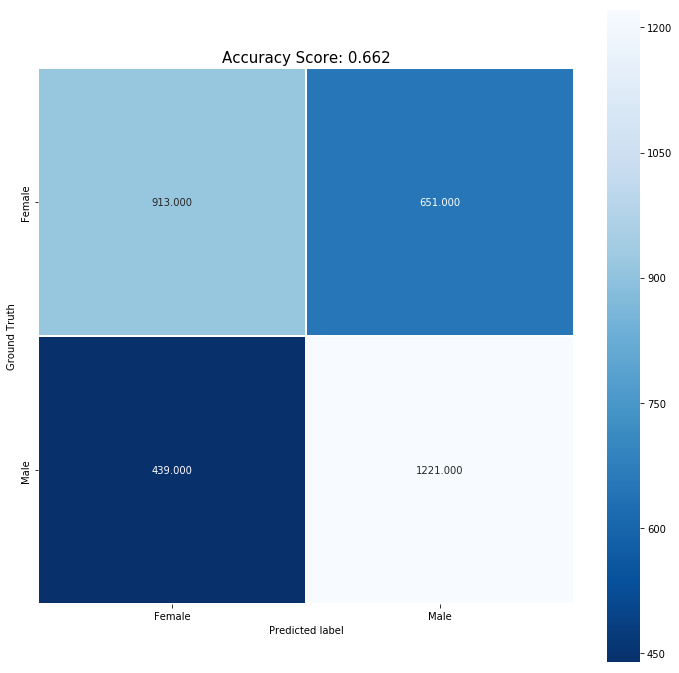 Accuracy Score: 0.662
Ground Truth
Female
Male
913.000
651.000
439.000
1221.000
Female
Male
Predicted label
1200
1050
900
750
600
450